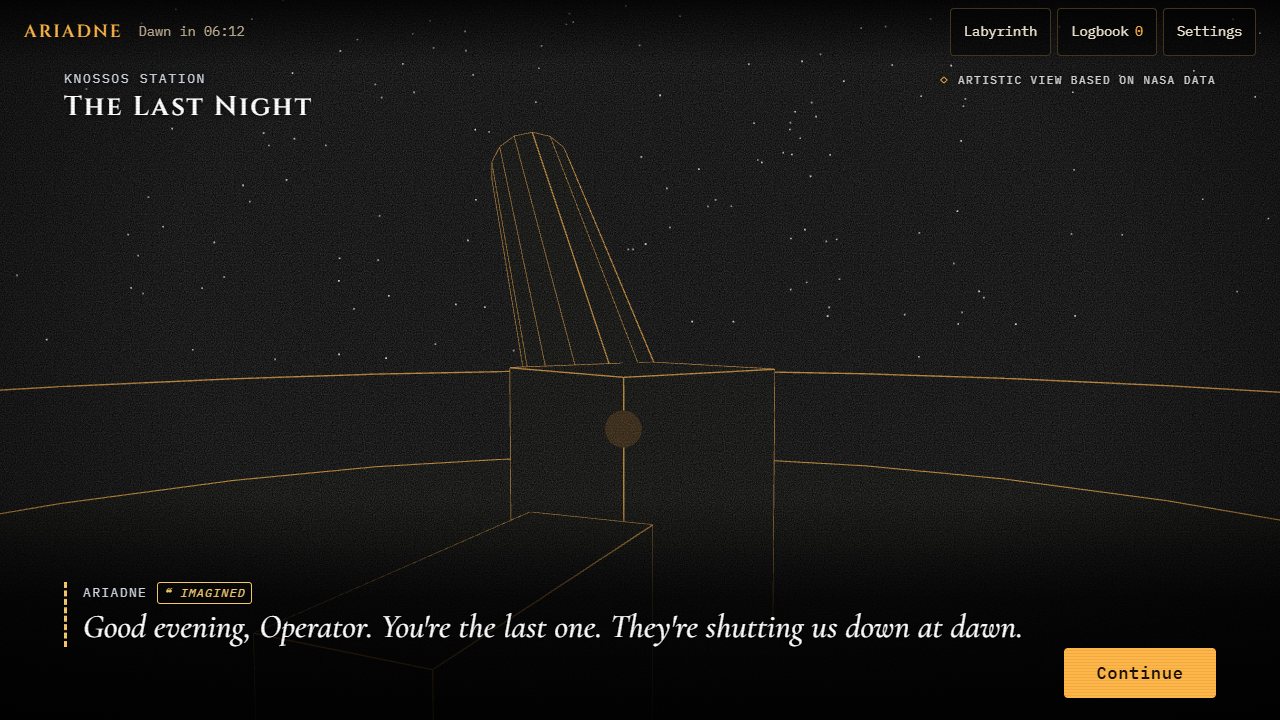 ARIADNE Dawn in 06:12 Labyrinth Logbook 0 Settings
KNOSSOS STATION
The Last Night
◇ ARTISTIC VIEW BASED ON NASA DATA
ARIADNE ❝ IMAGINED
Good evening, Operator. You're the last one. They're shutting us down at dawn.
Continue